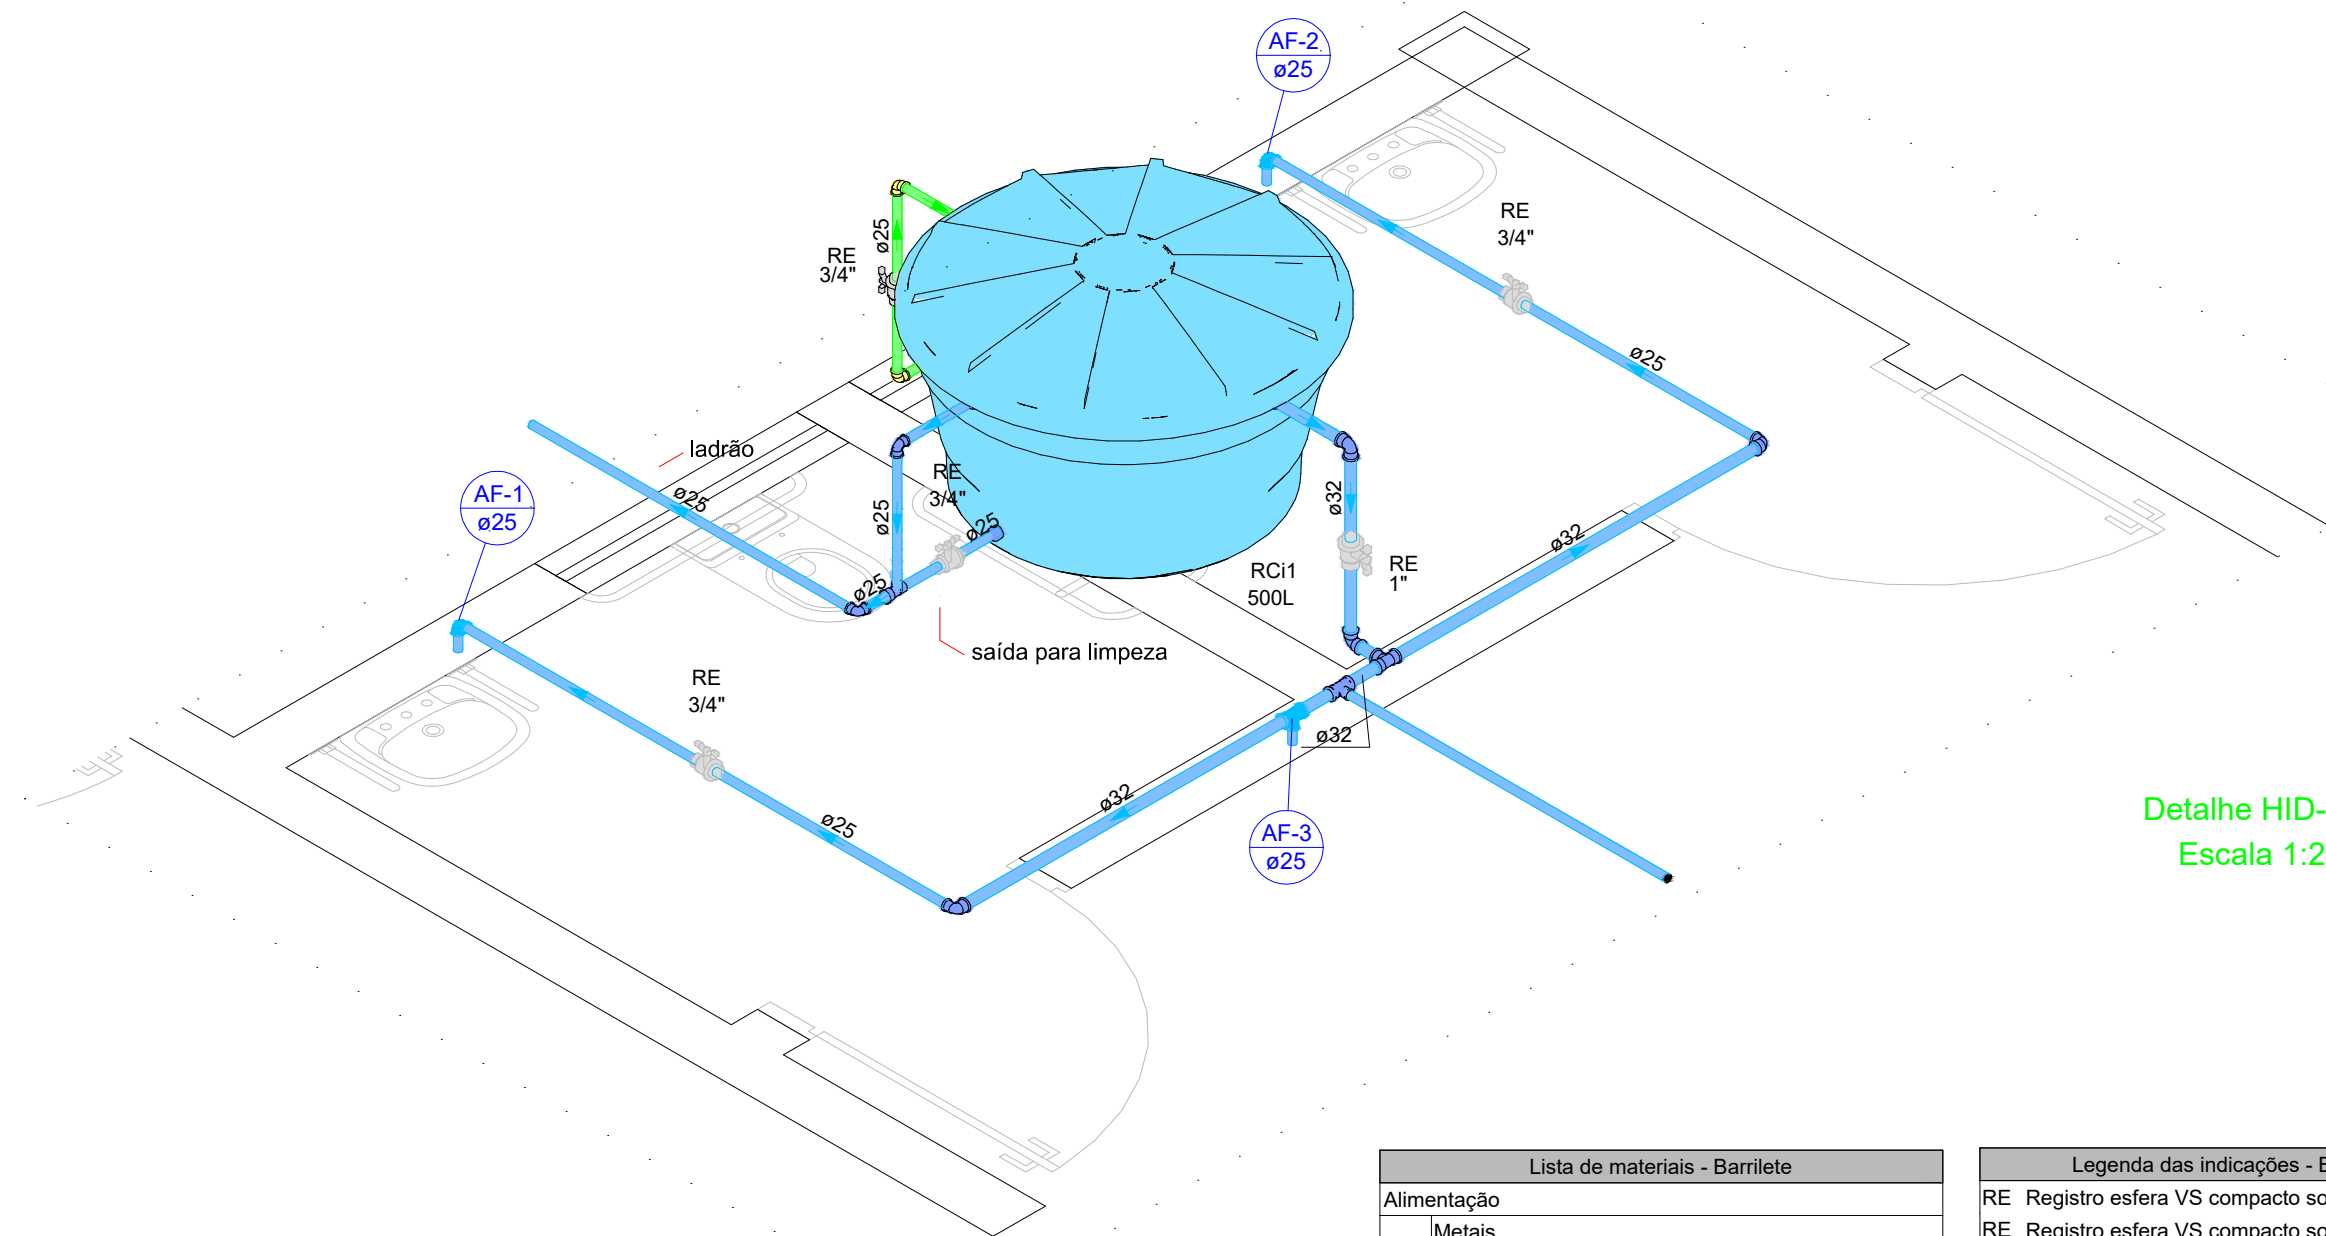 AF-2
ø25
RE
3/4"
ø25
RE
3/4"
ø25
ladrão
RE
3/4"
ø25
AF-1
ø25
ø25
ø25
ø25
ø32
ø32
RCi1
500L
RE
1"
saída para limpeza
RE
3/4"
ø32
ø32
ø25
AF-3
ø25
Detalhe HID-
Escala 1:2
Lista de materiais - Barrilete
Alimentação
Metais
Legenda das indicações -
RE Registro esfera VS compacto so
RE Registro esfera VS compacto so